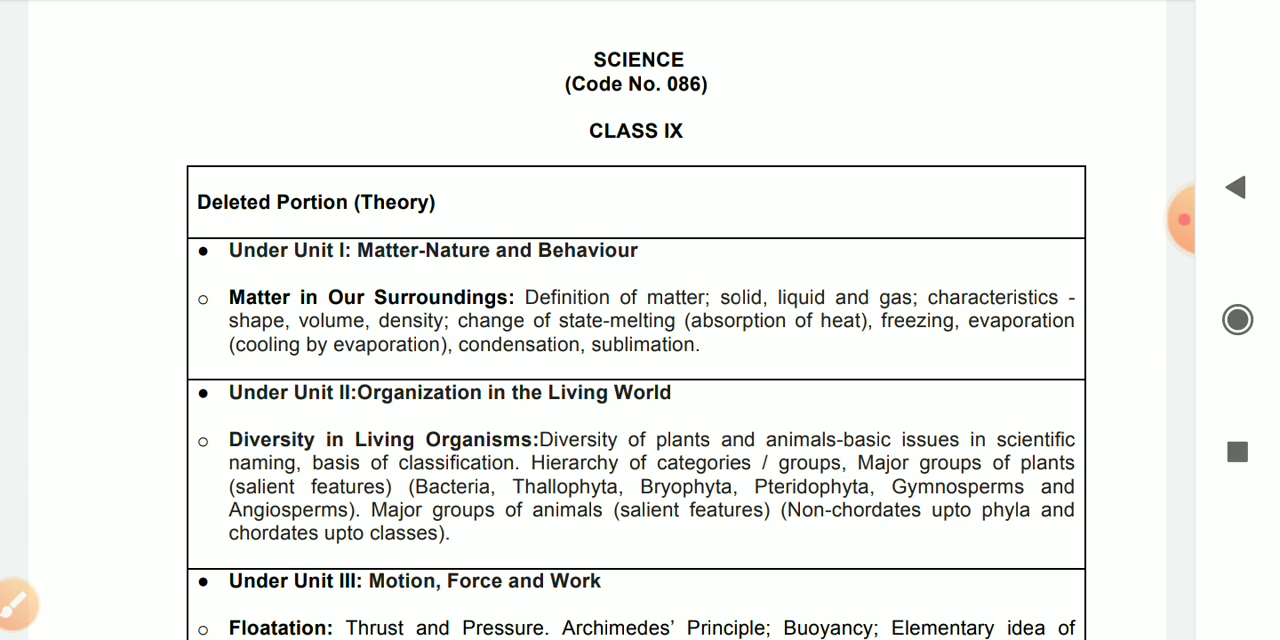 SCIENCE
(Code No. 086)
CLASS IX
Deleted Portion (Theory)
● Under Unit I: Matter-Nature and Behaviour
○ Matter in Our Surroundings: Definition of matter; solid, liquid and gas; characteristics -
shape, volume, density; change of state-melting (absorption of heat), freezing, evaporation
(cooling by evaporation), condensation, sublimation.
● Under Unit II:Organization in the Living World
○ Diversity in Living Organisms:Diversity of plants and animals-basic issues in scientific
naming, basis of classification. Hierarchy of categories / groups, Major groups of plants
(salient features) (Bacteria, Thallophyta, Bryophyta, Pteridophyta, Gymnosperms and
Angiosperms). Major groups of animals (salient features) (Non-chordates upto phyla and
chordates upto classes).
● Under Unit III: Motion, Force and Work
○ Floatation: Thrust and Pressure. Archimedes’ Principle; Buoyancy; Elementary idea of